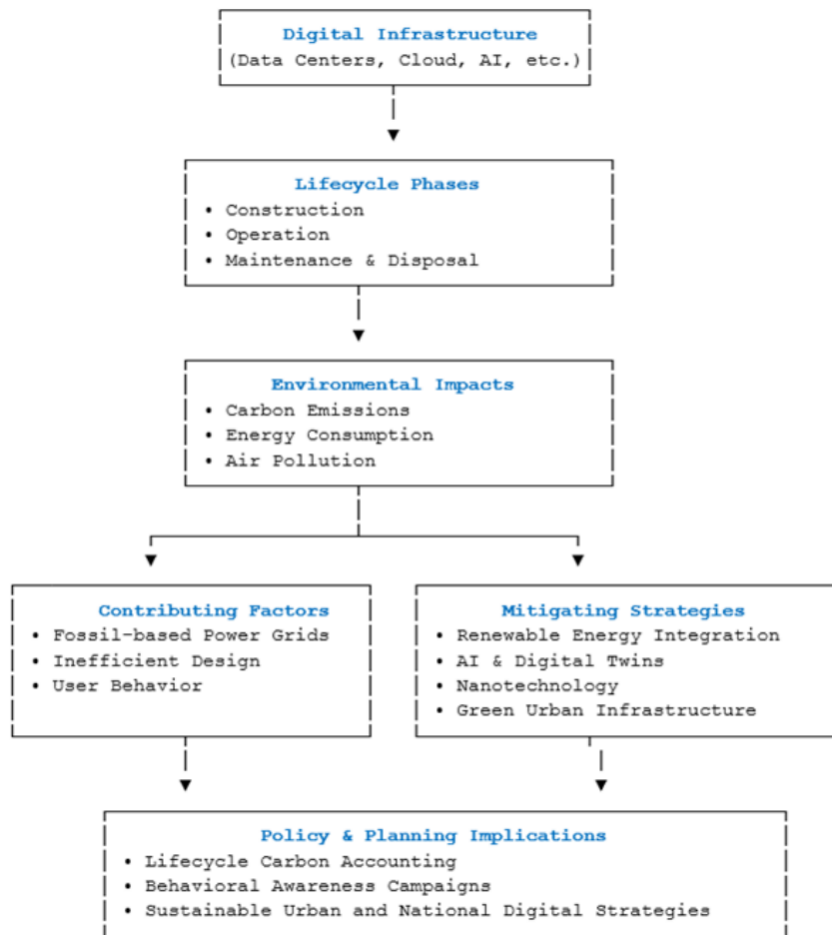 Digital Infrastructure
(Data Centers, Cloud, AI, etc.)
Lifecycle Phases
• Construction
• Operation
• Maintenance & Disposal
Environmental Impacts
• Carbon Emissions
• Energy Consumption
• Air Pollution
Contributing Factors
• Fossil-based Power Grids
• Inefficient Design
• User Behavior
Mitigating Strategies
• Renewable Energy Integration
• AI & Digital Twins
• Nanotechnology
• Green Urban Infrastructure
Policy & Planning Implications
• Lifecycle Carbon Accounting
• Behavioral Awareness Campaigns
• Sustainable Urban and National Digital Strategies